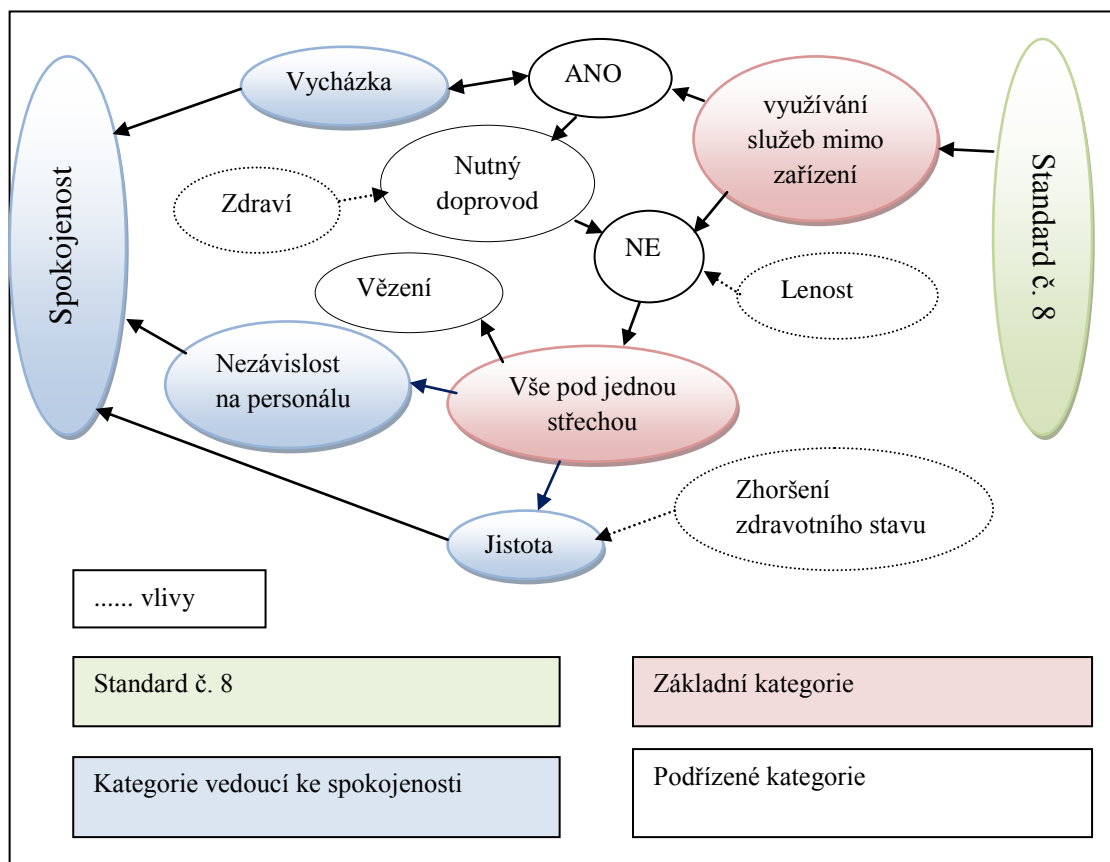 Vycházka
ANO
využívání
služeb mimo
zařízení
Spokojenost
Standard č. 8
Zdraví
Nutný
doprovod
NE
Lenost
Vězení
Nezávislost
na personálu
Vše pod jednou
střechou
Zhoršení
zdravotního stavu
Jistota
...... vlivy
Standard č. 8
Základní kategorie
Kategorie vedoucí ke spokojenosti
Podřízené kategorie